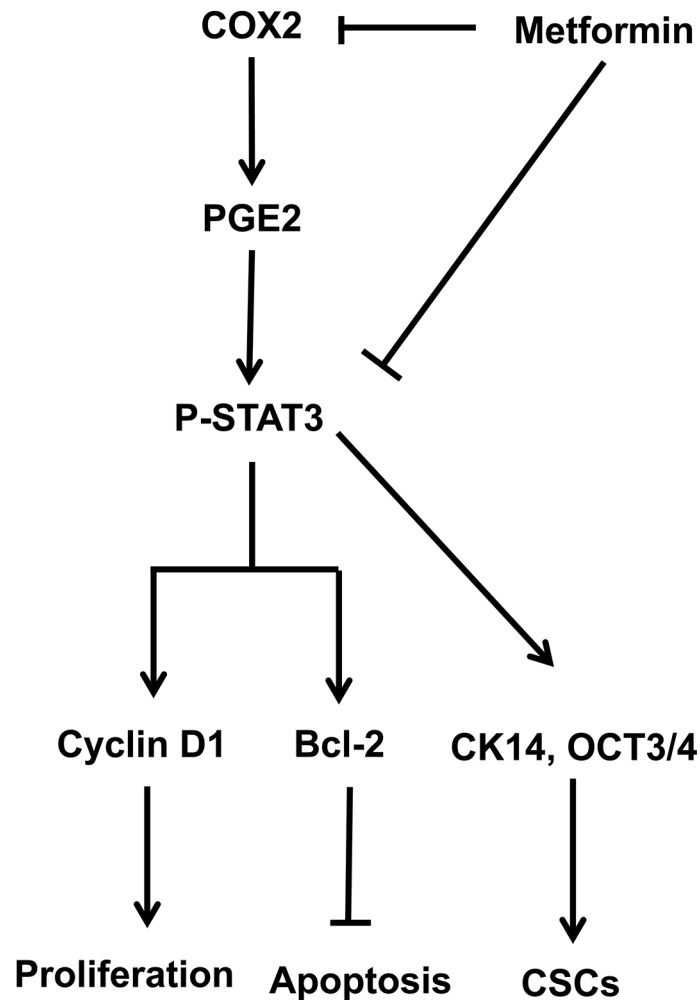 COX2
Metformin
PGE2
P-STAT3
Cyclin D1
Bcl-2
CK14, OCT3/4
Proliferation
Apoptosis
CSCs